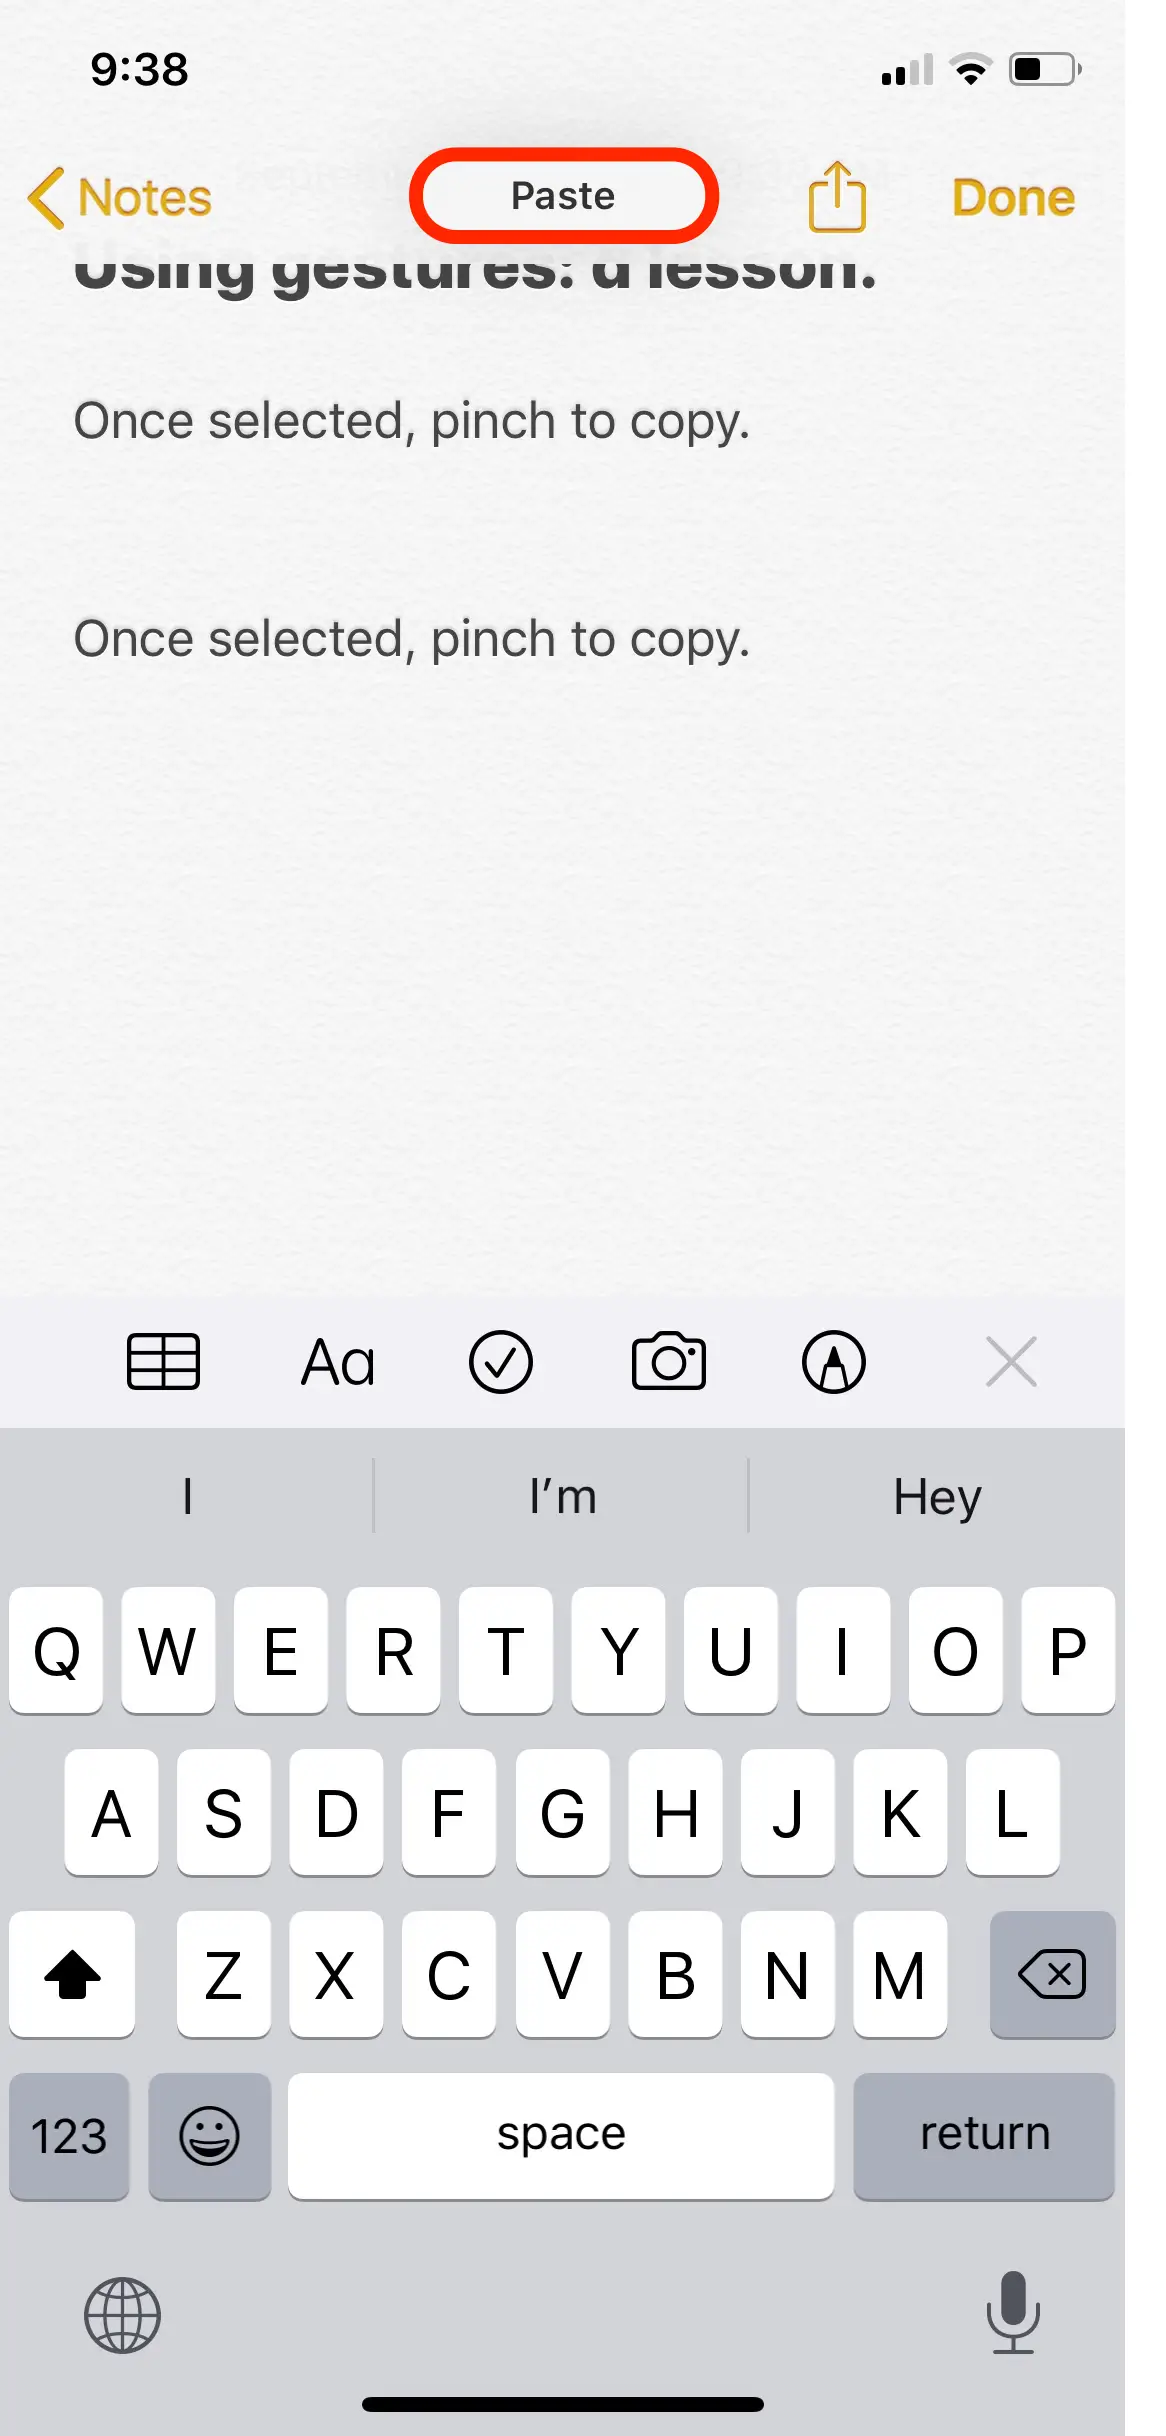 9:38
Notes
Paste
Done
Using gestures: a lesson.
Once selected, pinch to copy.
Once selected, pinch to copy.
Aa
I
I’m
Hey
Q W E R T Y U I O P
A S D F G H J K L
Z X C V B N M
123
space
return